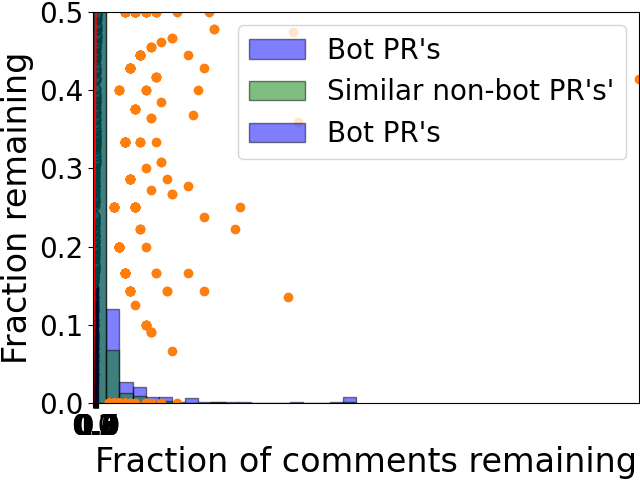 Fraction remaining
0.5
0.4
0.3
0.2
0.1
0.0
Bot PR's
Similar non-bot PR's'
Bot PR's
Fraction of comments remaining